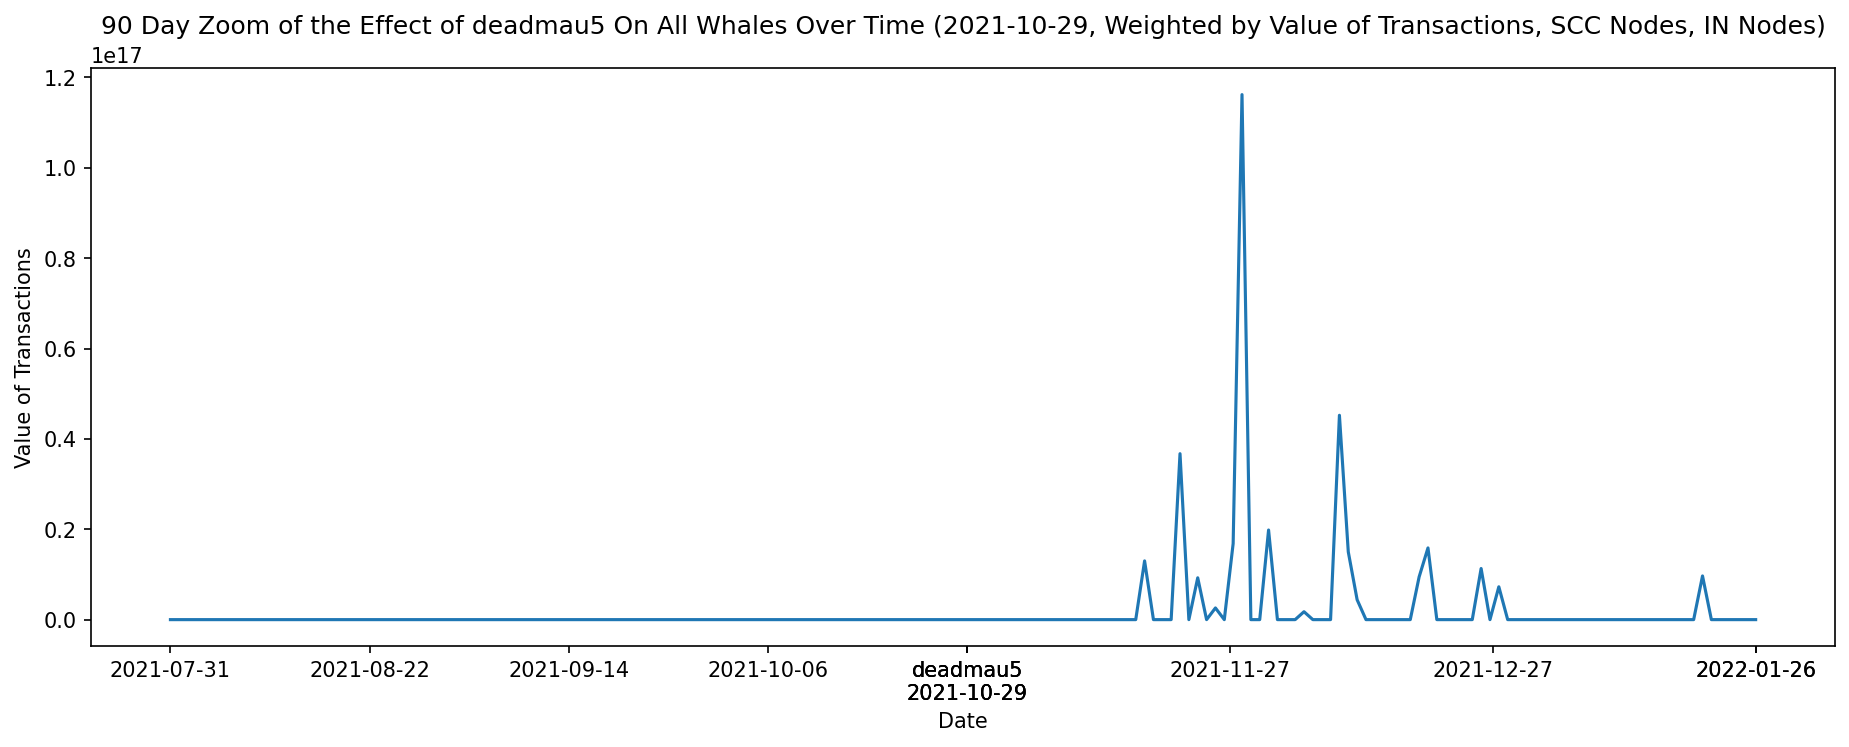 90 Day Zoom of the Effect of deadmau5 On All Whales Over Time (2021-10-29, Weighted by Value of Transactions, SCC Nodes, IN Nodes)
1e17
1.2
1.0
0.8
0.6
0.4
0.2
0.0
Value of Transactions
2021-07-31 2021-08-22 2021-09-14 2021-10-06 deadmau5 2021-11-27 2021-12-27 2022-01-26
2021-10-29
Date